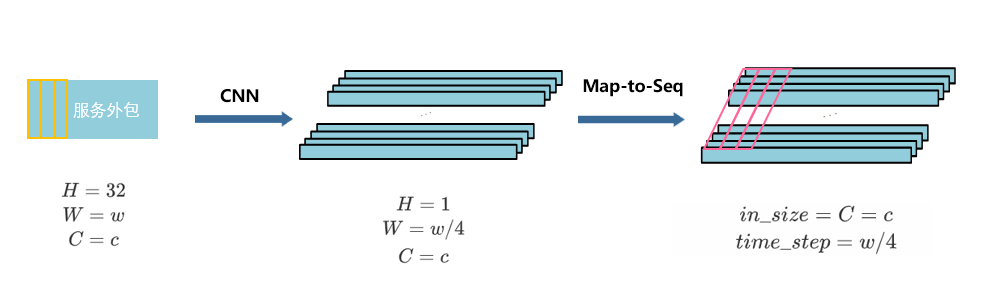 服务外包
CNN
Map-to-Seq
...
...
H = 32
W = w
C = c
H = 1
W = w/4
C = c
in_size = C = c
time_step = w/4